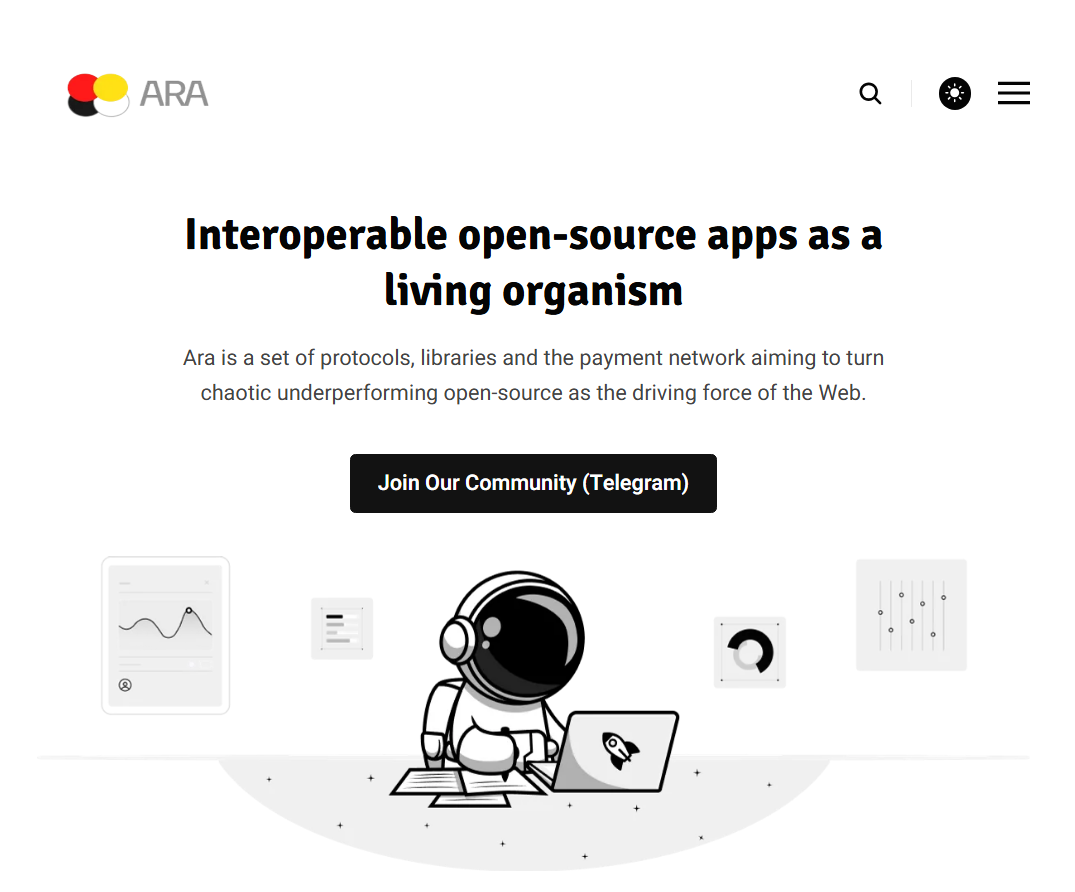 ARA
Interoperable open-source apps as a
living organism
Ara is a set of protocols, libraries and the payment network aiming to turn
chaotic underperforming open-source as the driving force of the Web.
Join Our Community (Telegram)